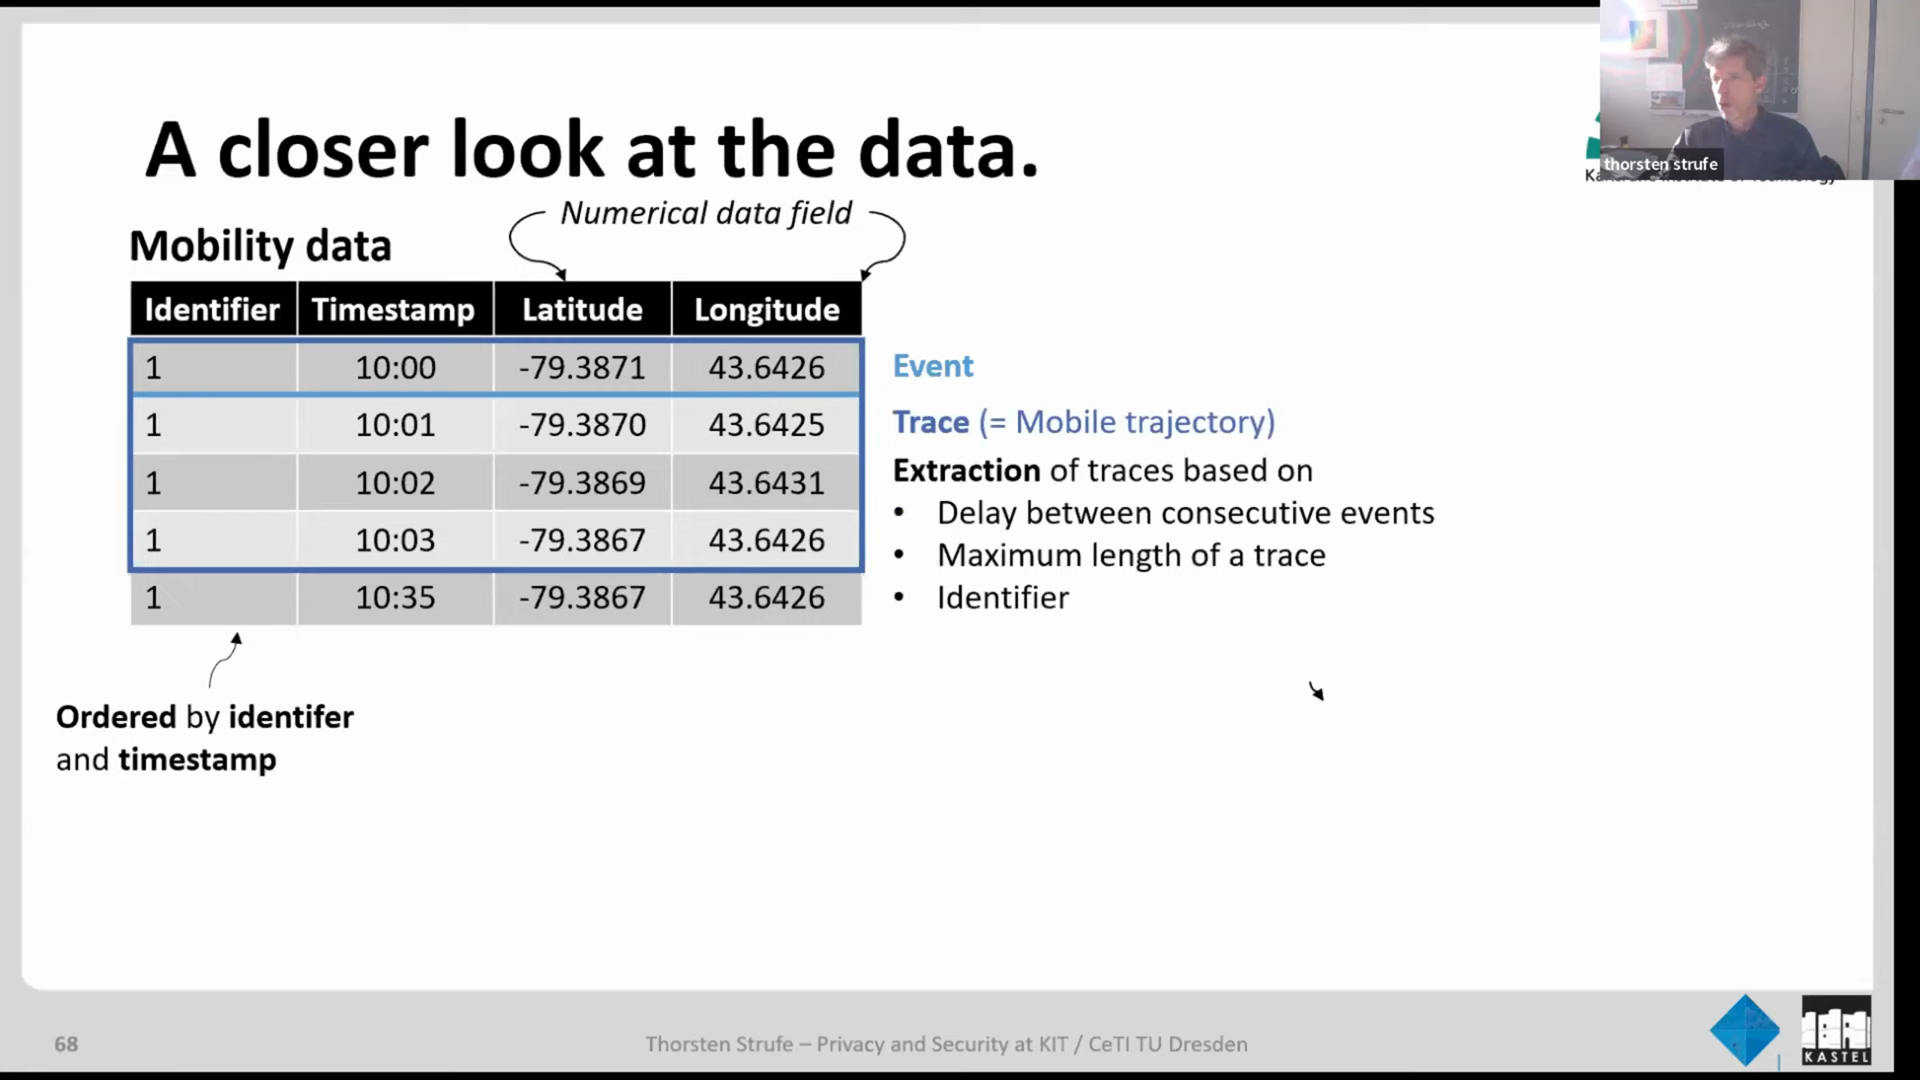 thorsten strufe
A closer look at the data.
Numerical data field
Mobility data
Identifier Timestamp Latitude Longitude
1 10:00 -79.3871 43.6426
1 10:01 -79.3870 43.6425
1 10:02 -79.3869 43.6431
1 10:03 -79.3867 43.6426
1 10:35 -79.3867 43.6426
Event
Trace (= Mobile trajectory)
Extraction of traces based on
• Delay between consecutive events
• Maximum length of a trace
• Identifier
Ordered by identifer
and timestamp
68
Thorsten Strufe – Privacy and Security at KIT / CeTI TU Dresden
KASTEL